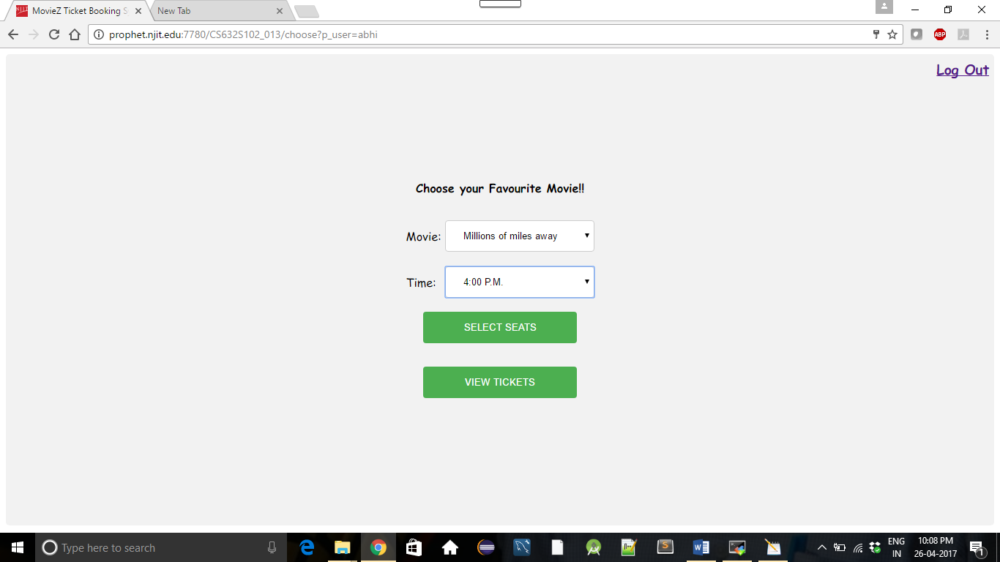 MovieZ Ticket Booking S
New Tab
prophet.njit.edu:7780/CS632S102_013/choose?p_user=abhi
ABP
Log Out
Choose your Favourite Movie!!
Movie: Millions of miles away
Time: 4:00 P.M.
SELECT SEATS
VIEW TICKETS
Type here to search
ENG
IN
10:08 PM
26-04-2017
1